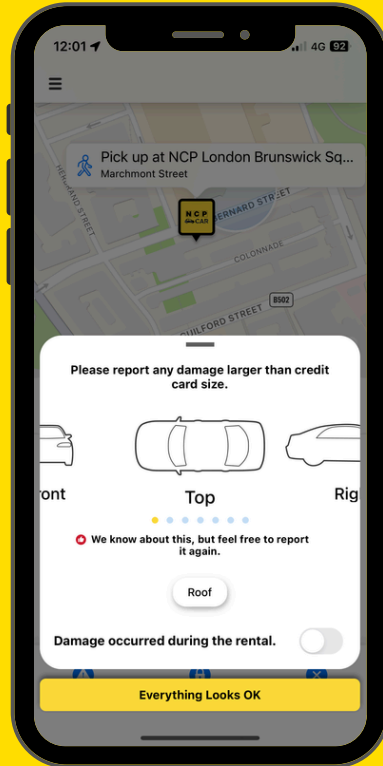 12:01
4G 92
Pick up at NCP London Brunswick Sq...
Marchmont Street
NCP
CAR
BERNARD STREET
COLONNADE
B502
GUILFORD STREET
Please report any damage larger than credit
card size.
ont
Top
Rig
We know about this, but feel free to report
it again.
Roof
Damage occurred during the rental.
Everything Looks OK